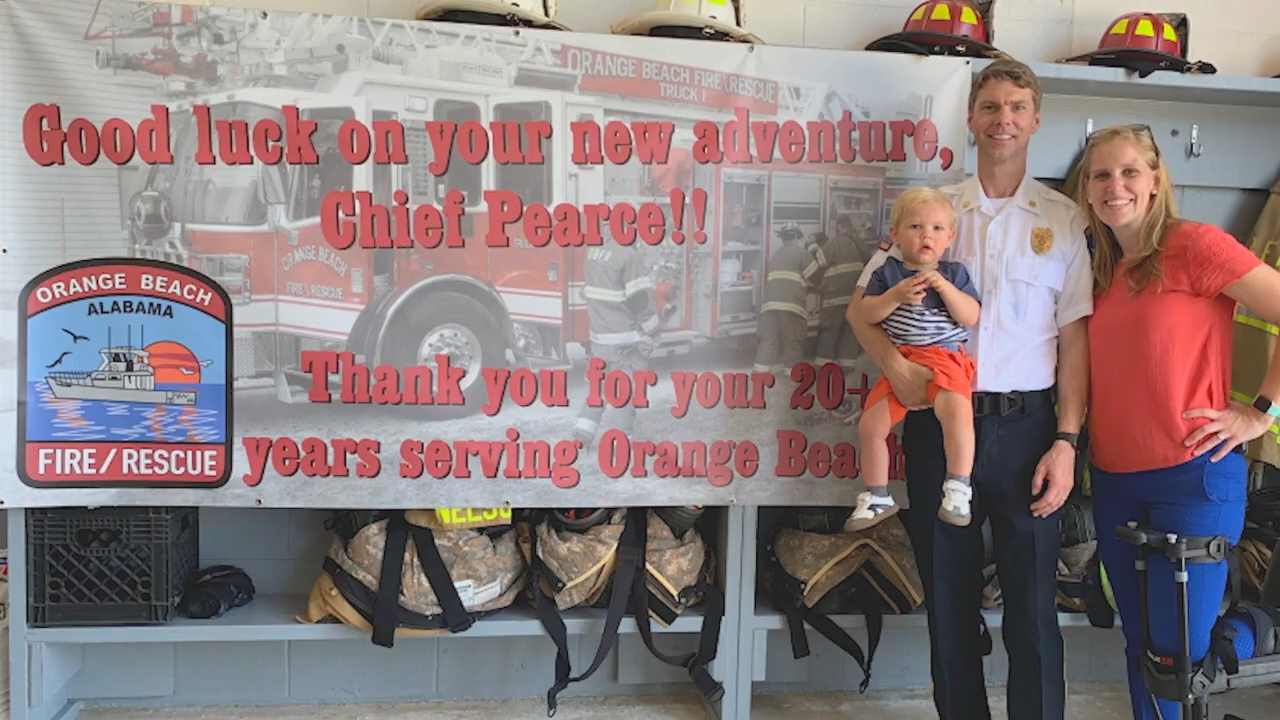 ORANGE BEACH FIRE\RESCUE
TRUCK 1
Good luck on your new adventure,
Chief Pearce!!
ORANGE BEACH
FIRE\RESCUE
OBFR
ORANGE BEACH
ALABAMA
FIRE/RESCUE
Thank you for your 20+
years serving Orange Beach